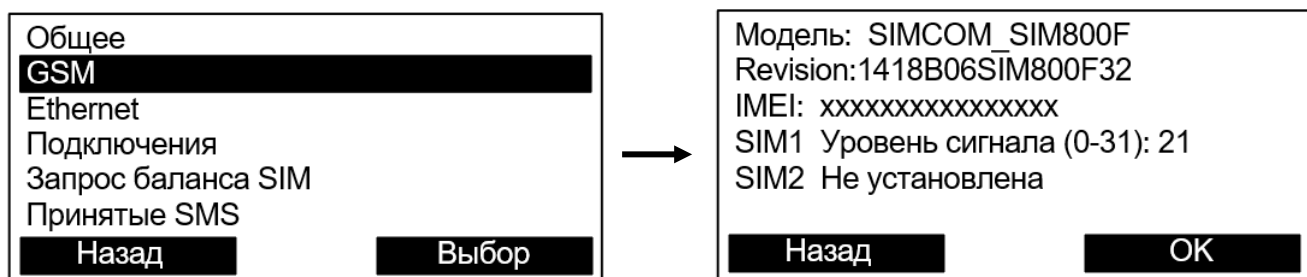 Общее
GSM
Ethernet
Подключения
Запрос баланса SIM
Принятые SMS
Назад Выбор
Модель: SIMCOM_SIM800F
Revision:1418B06SIM800F32
IMEI: xxxxxxxxxxxxxxxx
SIM1 Уровень сигнала (0-31): 21
SIM2 Не установлена
Назад OK